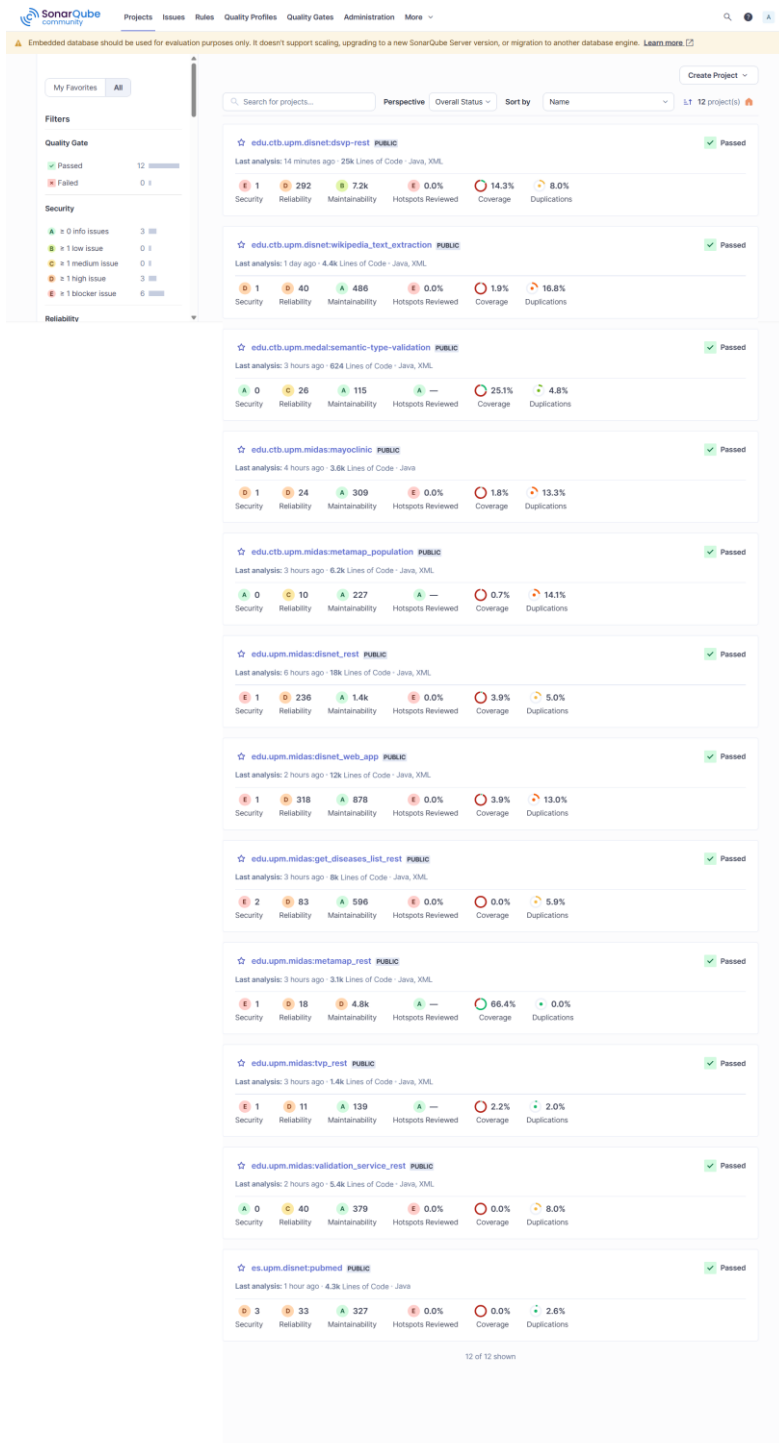 SonarQube community Projects Issues Rules Quality Profiles Quality Gates Administration More A
Embedded database should be used for evaluation purposes only. It doesn't support scaling, upgrading to a new SonarQube Server version, or migration to another database engine. Learn more
My Favorites All
Filters
Quality Gate
Passed 12
Failed 0
Security
A ≥ 0 info issues 3
B ≥ 1 low issue 0
C ≥ 1 medium issue 0
D ≥ 1 high issue 3
E ≥ 1 blocker issue 6
Reliability
Create Project
Search for projects... Perspective Overall Status Sort by Name 12 project(s)
edu.ctb.upm.disnet:dsvp-rest PUBLIC Passed
Last analysis: 14 minutes ago · 25k Lines of Code · Java, XML
E 1 D 292 B 7.2k E 0.0% 14.3% 8.0%
Security Reliability Maintainability Hotspots Reviewed Coverage Duplications
edu.ctb.upm.disnet:wikipedia_text_extraction PUBLIC Passed
Last analysis: 1 day ago · 4.4k Lines of Code · Java, XML
D 1 D 40 A 486 E 0.0% 1.9% 16.8%
Security Reliability Maintainability Hotspots Reviewed Coverage Duplications
edu.ctb.upm.medal:semantic-type-validation PUBLIC Passed
Last analysis: 3 hours ago · 624 Lines of Code · Java, XML
A 0 C 26 A 115 A — 25.1% 4.8%
Security Reliability Maintainability Hotspots Reviewed Coverage Duplications
edu.ctb.upm.midas:mayoclinic PUBLIC Passed
Last analysis: 4 hours ago · 3.6k Lines of Code · Java
D 1 D 24 A 309 E 0.0% 1.8% 13.3%
Security Reliability Maintainability Hotspots Reviewed Coverage Duplications
edu.ctb.upm.midas:metamap_population PUBLIC Passed
Last analysis: 3 hours ago · 6.2k Lines of Code · Java, XML
A 0 C 10 A 227 A — 0.7% 14.1%
Security Reliability Maintainability Hotspots Reviewed Coverage Duplications
edu.upm.midas:disnet_rest PUBLIC Passed
Last analysis: 6 hours ago · 18k Lines of Code · Java, XML
E 1 D 236 A 1.4k E 0.0% 3.9% 5.0%
Security Reliability Maintainability Hotspots Reviewed Coverage Duplications
edu.upm.midas:disnet_web_app PUBLIC Passed
Last analysis: 2 hours ago · 12k Lines of Code · Java, XML
E 1 D 318 A 878 E 0.0% 3.9% 13.0%
Security Reliability Maintainability Hotspots Reviewed Coverage Duplications
edu.upm.midas:get_diseases_list_rest PUBLIC Passed
Last analysis: 3 hours ago · 8k Lines of Code · Java, XML
E 2 D 83 A 596 E 0.0% 0.0% 5.9%
Security Reliability Maintainability Hotspots Reviewed Coverage Duplications
edu.upm.midas:metamap_rest PUBLIC Passed
Last analysis: 3 hours ago · 3.1k Lines of Code · Java, XML
E 1 D 18 D 4.8k A — 66.4% 0.0%
Security Reliability Maintainability Hotspots Reviewed Coverage Duplications
edu.upm.midas:tvp_rest PUBLIC Passed
Last analysis: 3 hours ago · 1.4k Lines of Code · Java, XML
E 1 D 11 A 139 A — 2.2% 2.0%
Security Reliability Maintainability Hotspots Reviewed Coverage Duplications
edu.upm.midas:validation_service_rest PUBLIC Passed
Last analysis: 2 hours ago · 5.4k Lines of Code · Java, XML
A 0 C 40 A 379 E 0.0% 0.0% 8.0%
Security Reliability Maintainability Hotspots Reviewed Coverage Duplications
es.upm.disnet:pubmed PUBLIC Passed
Last analysis: 1 hour ago · 4.3k Lines of Code · Java
D 3 D 33 A 327 E 0.0% 0.0% 2.6%
Security Reliability Maintainability Hotspots Reviewed Coverage Duplications
12 of 12 shown